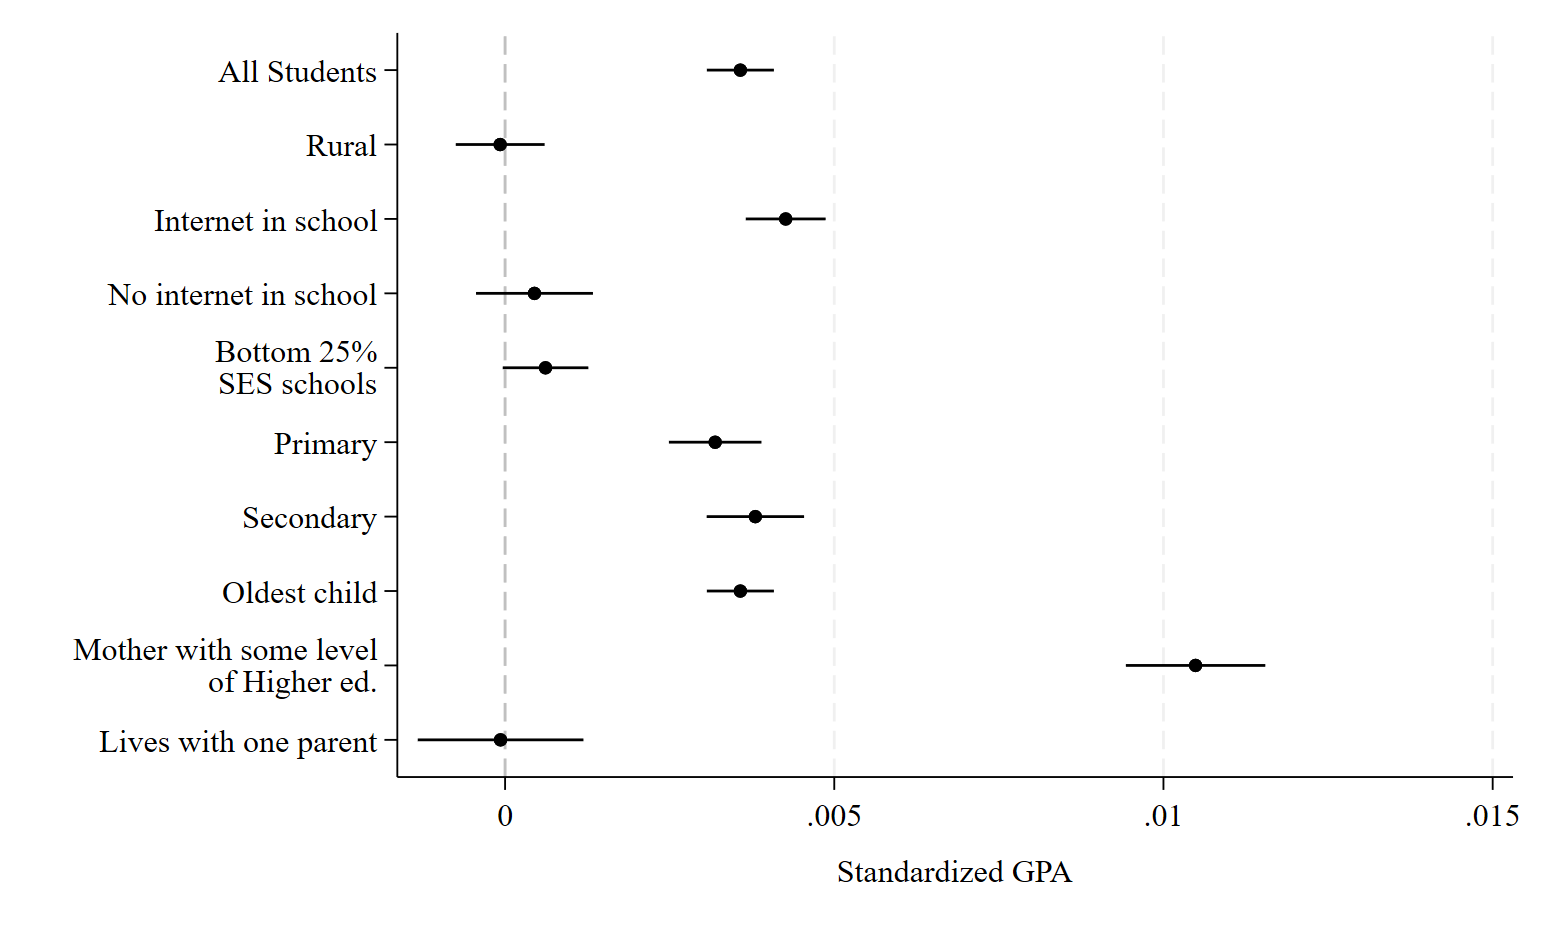 All Students
Rural
Internet in school
No internet in school
Bottom 25%
SES schools
Primary
Secondary
Oldest child
Mother with some level
of Higher ed.
Lives with one parent
0 .005 .01 .015
Standardized GPA